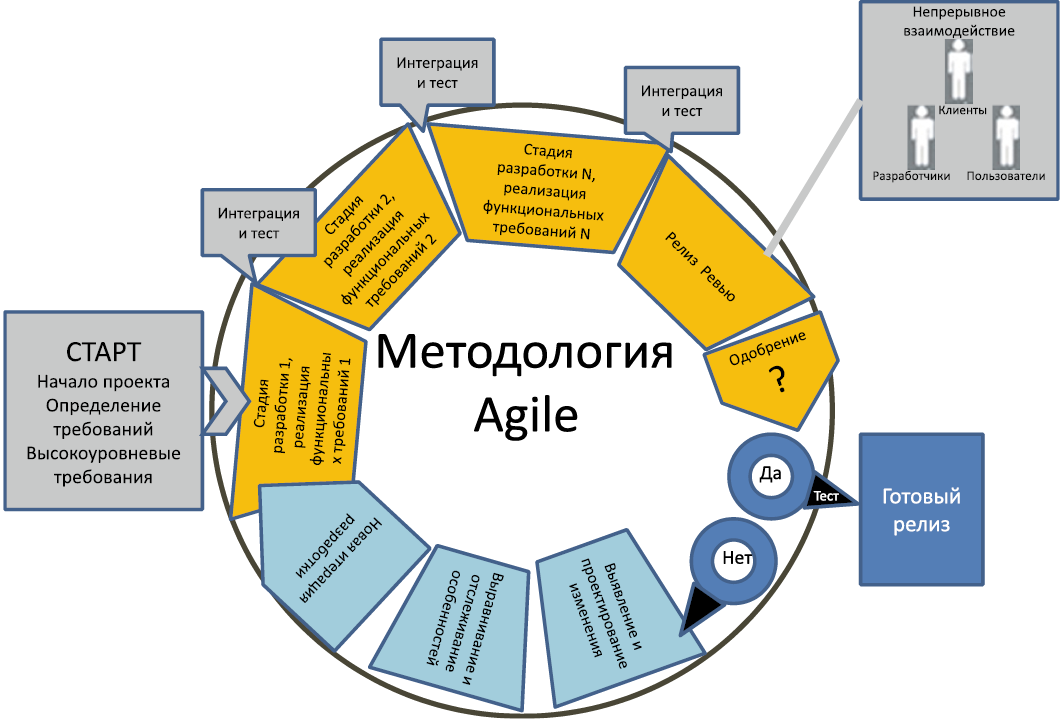 Непрерывное
взаимодействие
Клиенты
Разработчики
Пользователи
Интеграция
и тест
Интеграция
и тест
Интеграция
и тест
СТАРТ
Начало проекта
Определение
требований
Высокоуровневые
требования
Стадия
разработки 1,
реализация
функциональны
х требований 1
Стадия
разработки 2,
реализация
функциональных
требований 2
Стадия
разработки N,
реализация
функциональных
требований N
Релиз Ревью
Одобрение
?
Методология
Agile
Да
Тест
Готовый
релиз
Нет
Выявление и
проектирование
изменения
Выравнивание и
отслеживание
особенностей
Новая итерация
разработки